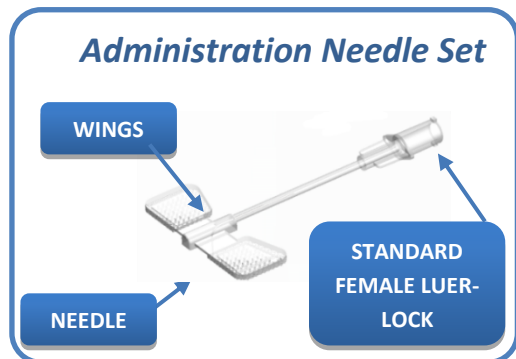 Administration Needle Set
WINGS
STANDARD
FEMALE LUER-
LOCK
NEEDLE